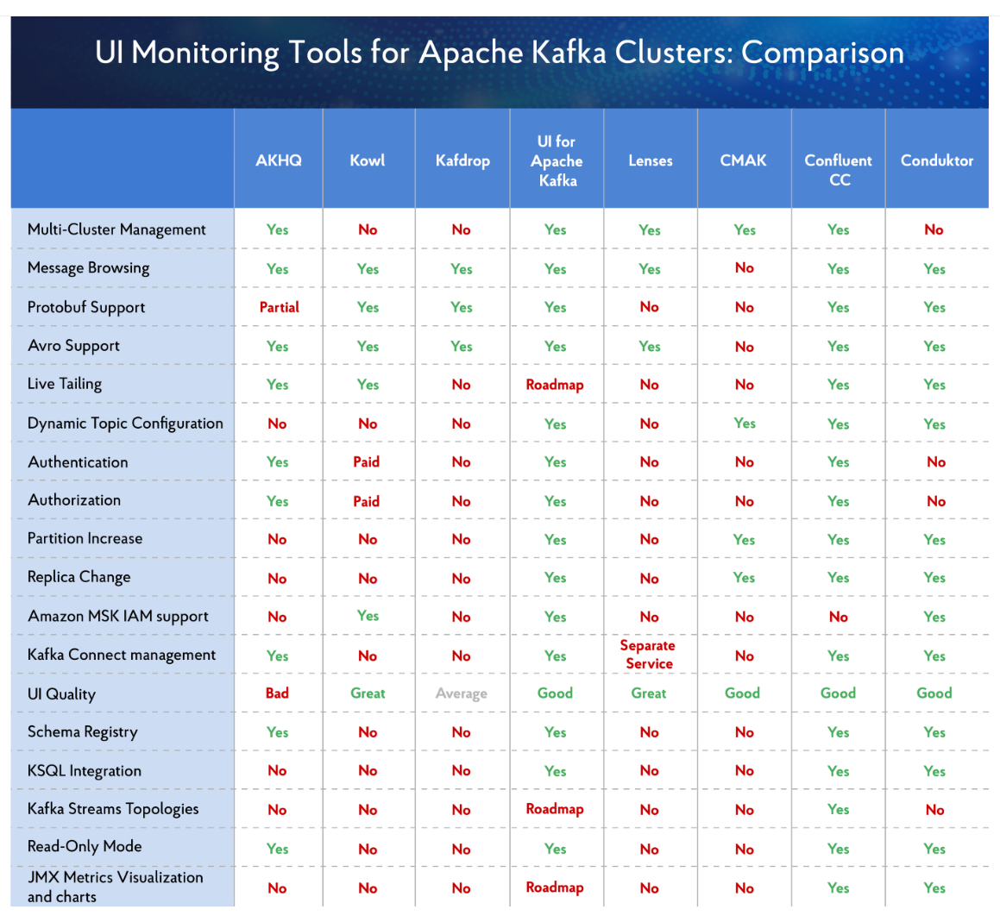 UI Monitoring Tools for Apache Kafka Clusters: Comparison
AKHQ Kowl Kafdrop UI for Apache Kafka Lenses CMAK Confluent CC Conduktor
Multi-Cluster Management Yes No No Yes Yes Yes Yes No
Message Browsing Yes Yes Yes Yes Yes No Yes Yes
Protobuf Support Partial Yes Yes Yes No No Yes Yes
Avro Support Yes Yes Yes Yes Yes No Yes Yes
Live Tailing Yes Yes No Roadmap No No Yes Yes
Dynamic Topic Configuration No No No Yes No Yes Yes Yes
Authentication Yes Paid No Yes No No Yes No
Authorization Yes Paid No Yes No No Yes No
Partition Increase No No No Yes No Yes Yes Yes
Replica Change No No No Yes No Yes Yes Yes
Amazon MSK IAM support No Yes No Yes No No No Yes
Kafka Connect management Yes No No Yes Separate Service No Yes Yes
UI Quality Bad Great Average Good Great Good Good Good
Schema Registry Yes No No Yes No No Yes Yes
KSQL Integration No No No Yes No No Yes Yes
Kafka Streams Topologies No No No Roadmap No No Yes No
Read-Only Mode Yes No No Yes No No Yes Yes
JMX Metrics Visualization and charts No No No Roadmap No No Yes Yes